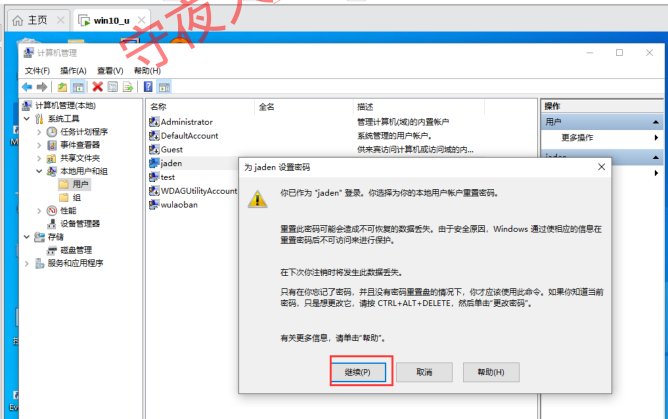 主页
win10_u
守夜人
计算机管理
文件(F) 操作(A) 查看(V) 帮助(H)
计算机管理(本地)
系统工具
任务计划程序
事件查看器
共享文件夹
本地用户和组
用户
组
性能
设备管理器
存储
磁盘管理
服务和应用程序
名称 全名 描述
Administrator 管理计算机(域)的内置帐户
DefaultAccount 系统管理的用户帐户。
Guest 供来宾访问计算机或访问域的内...
jaden
test
WDAGUtilityAccount
wulaoban
操作
用户
更多操作
jaden
为 jaden 设置密码
你已作为 "jaden" 登录。你选择为你的本地用户帐户重置密码。
重置此密码可能会造成不可恢复的数据丢失。由于安全原因，Windows 通过使相应的信息在
重置密码后不可访问来进行保护。
在下次你注销时将发生此数据丢失。
只有在你忘记了密码，并且没有密码重置盘的情况下，你才应该使用此命令。如果你知道当前
密码，只是想更改它，请按 CTRL+ALT+DELETE，然后单击"更改密码"。
有关更多信息，请单击"帮助"。
继续(P) 取消 帮助(H)